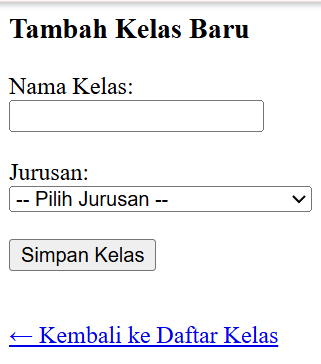 Tambah Kelas Baru
Nama Kelas:
Jurusan:
-- Pilih Jurusan --
Simpan Kelas
← Kembali ke Daftar Kelas